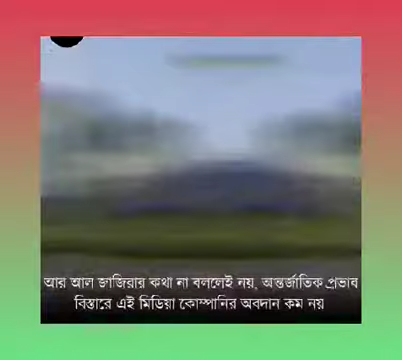 আর আল জাজিরার কথা না বললেই নয়, অন্তর্জাতিক প্রভাব
বিস্তারে এই মিডিয়া কোম্পানির অবদান কম নয়